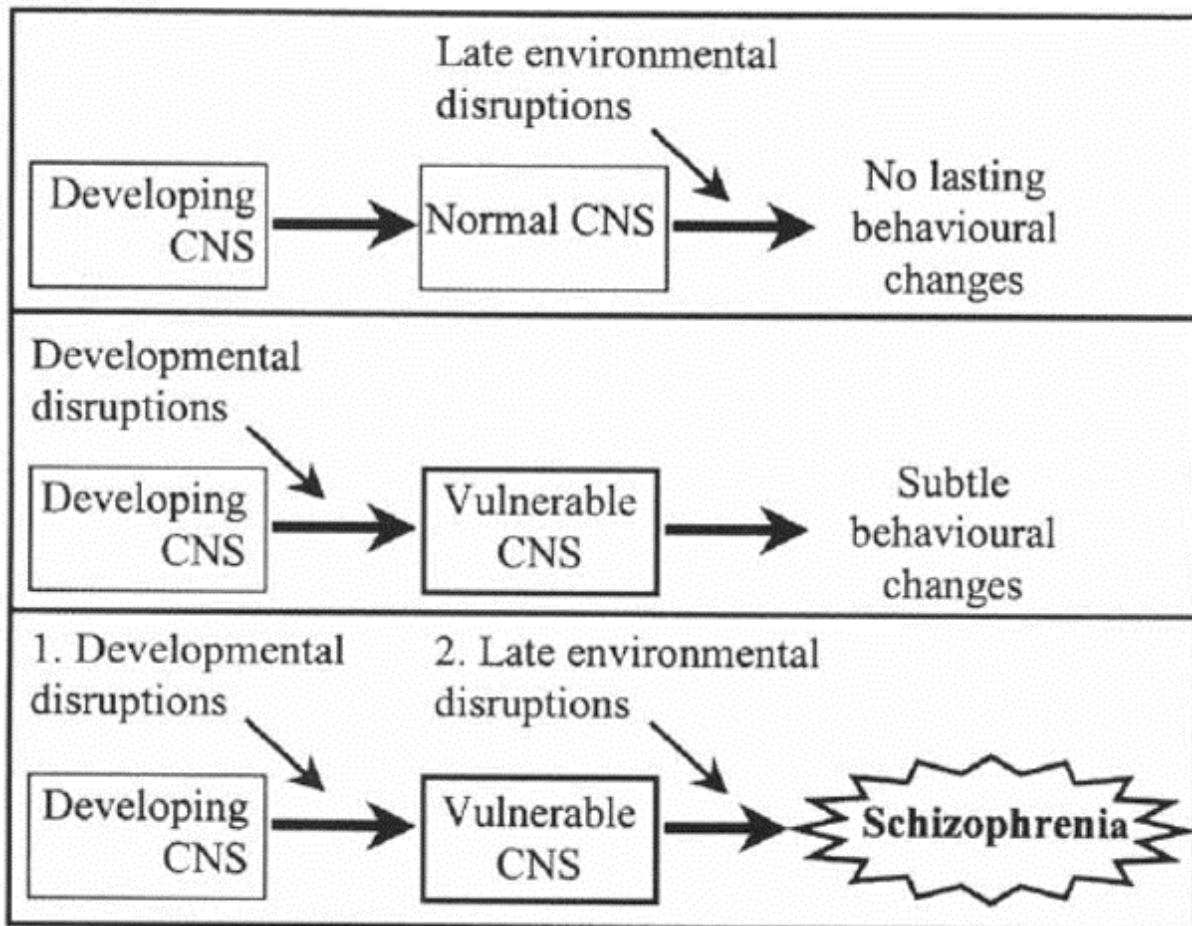 Late environmental
disruptions
Developing
CNS
Normal CNS
No lasting
behavioural
changes
Developmental
disruptions
Developing
CNS
Vulnerable
CNS
Subtle
behavioural
changes
1. Developmental
disruptions
2. Late environmental
disruptions
Developing
CNS
Vulnerable
CNS
Schizophrenia